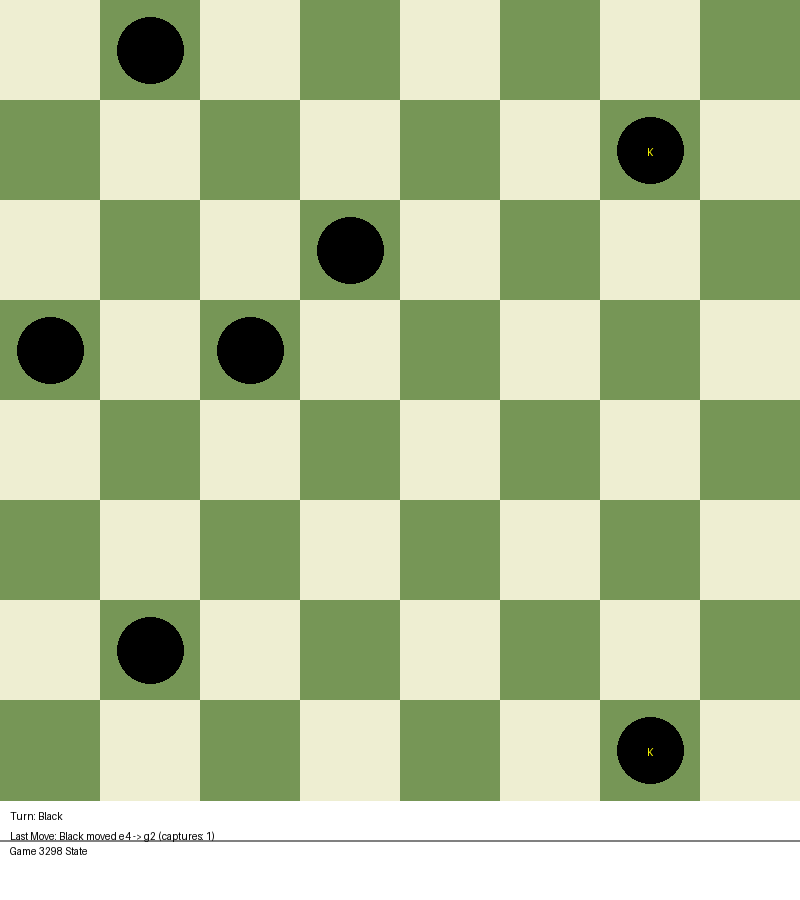 K
K
Turn: Black
Last Move: Black moved e4 -> g2 (captures: 1)
Game 3298 State